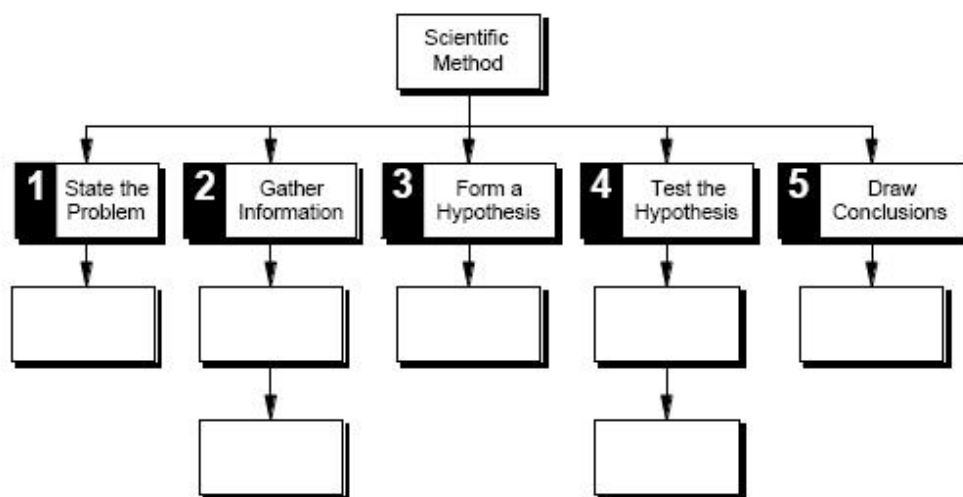 Scientific
Method
1
State the
Problem
2
Gather
Information
3
Form a
Hypothesis
4
Test the
Hypothesis
5
Draw
Conclusions